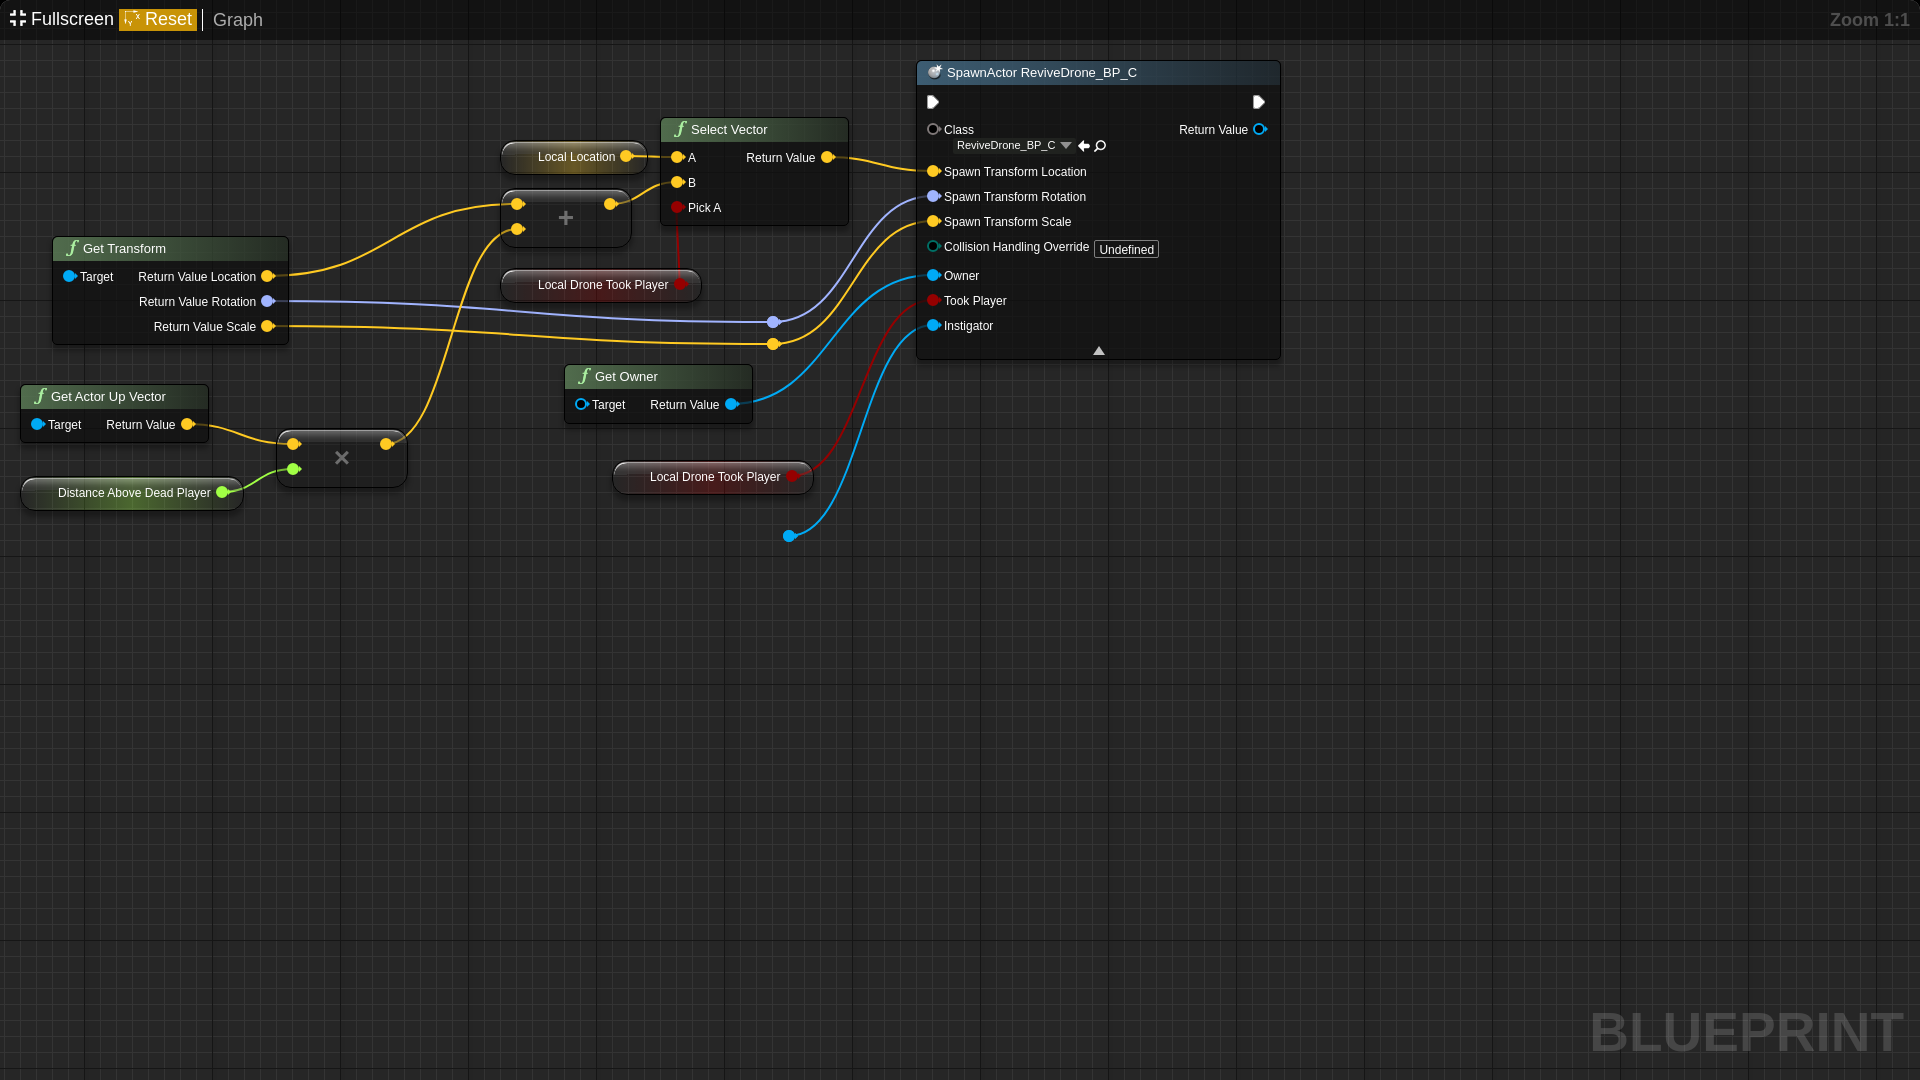 Fullscreen Reset Graph Zoom 1:1
SpawnActor ReviveDrone_BP_C
Class Return Value
ReviveDrone_BP_C
Spawn Transform Location
Spawn Transform Rotation
Spawn Transform Scale
Collision Handling Override Undefined
Owner
Took Player
Instigator
f Select Vector
A Return Value
B
Pick A
Local Location
+
Local Drone Took Player
f Get Transform
Target Return Value Location
Return Value Rotation
Return Value Scale
f Get Owner
Target Return Value
f Get Actor Up Vector
Target Return Value
×
Distance Above Dead Player
Local Drone Took Player
BLUEPRINT